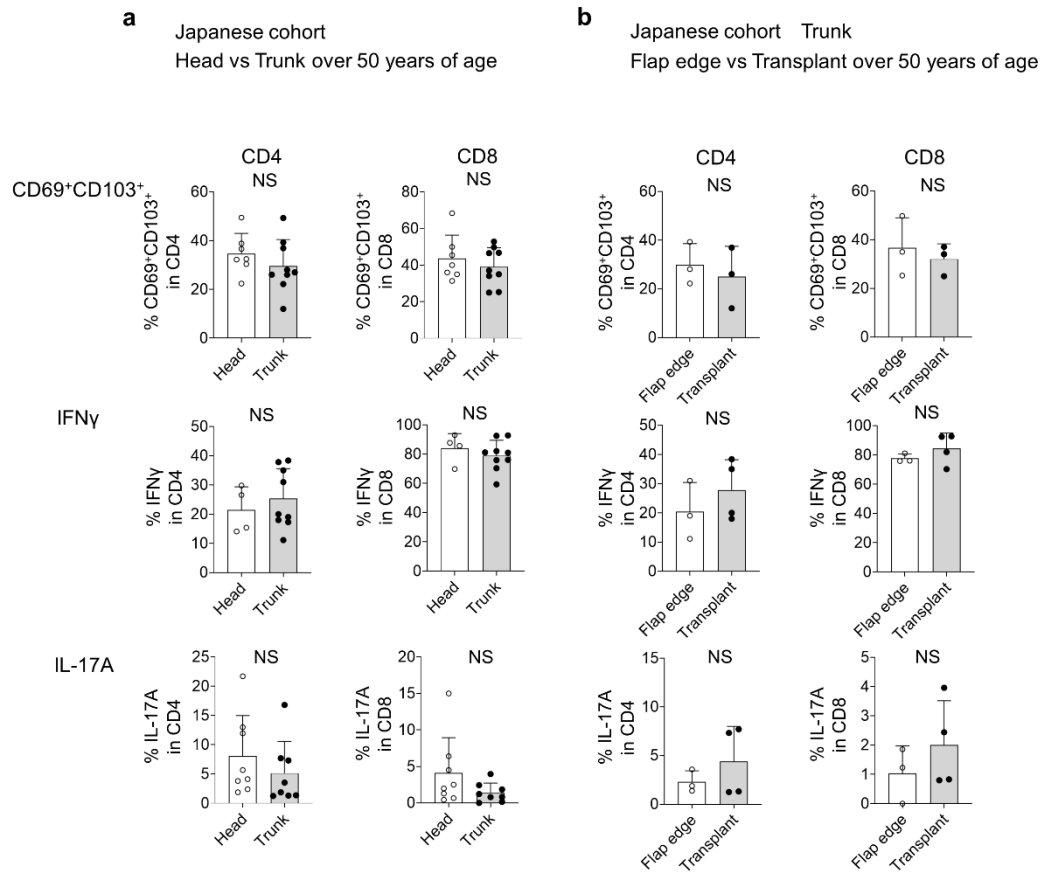 a
Japanese cohort
Head vs Trunk over 50 years of age
b
Japanese cohort Trunk
Flap edge vs Transplant over 50 years of age
CD69⁺CD103⁺
CD4
NS
% CD69⁺CD103⁺
in CD4
60
40
20
0
Head
Trunk
CD8
NS
% CD69⁺CD103⁺
in CD8
80
60
40
20
0
Head
Trunk
CD4
NS
% CD69⁺CD103⁺
in CD4
60
40
20
0
Flap edge
Transplant
CD8
NS
% CD69⁺CD103⁺
in CD8
60
40
20
0
Flap edge
Transplant
IFNγ
NS
% IFNγ
in CD4
50
40
30
20
10
0
Head
Trunk
NS
% IFNγ
in CD8
100
80
60
40
20
0
Head
Trunk
NS
% IFNγ
in CD4
50
40
30
20
10
0
Flap edge
Transplant
NS
% IFNγ
in CD8
100
80
60
40
20
0
Flap edge
Transplant
IL-17A
NS
% IL-17A
in CD4
25
20
15
10
5
0
Head
Trunk
NS
% IL-17A
in CD8
20
15
10
5
0
Head
Trunk
NS
% IL-17A
in CD4
15
10
5
0
Flap edge
Transplant
NS
% IL-17A
in CD8
5
4
3
2
1
0
Flap edge
Transplant